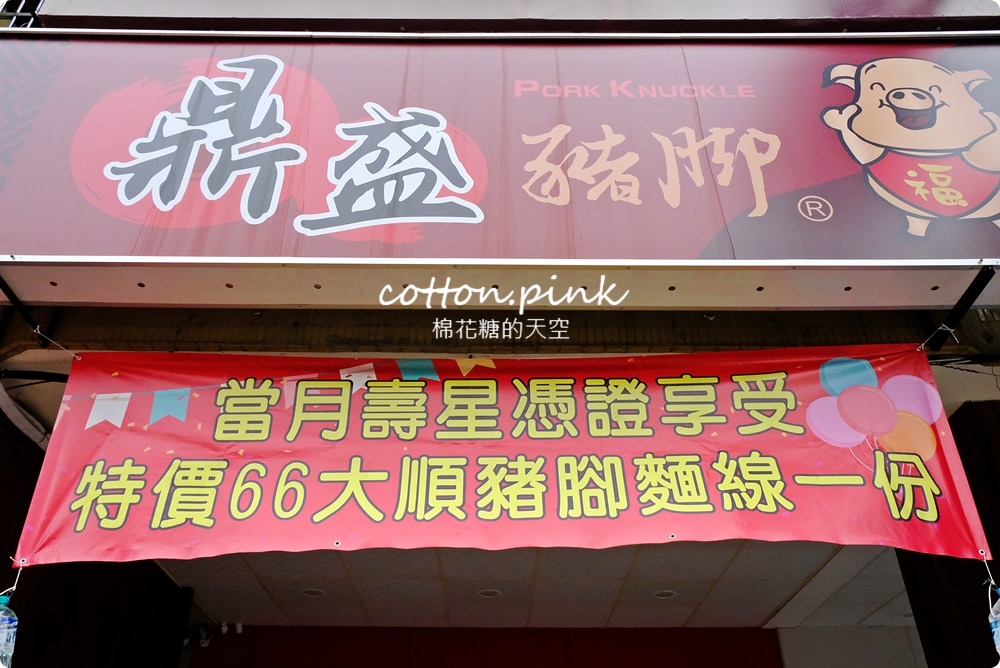 鼎盛
PORK KNUCKLE
豬脚
®
福
cotton.pink
棉花糖的天空
當月壽星憑證享受
特價66大順豬腳麵線一份